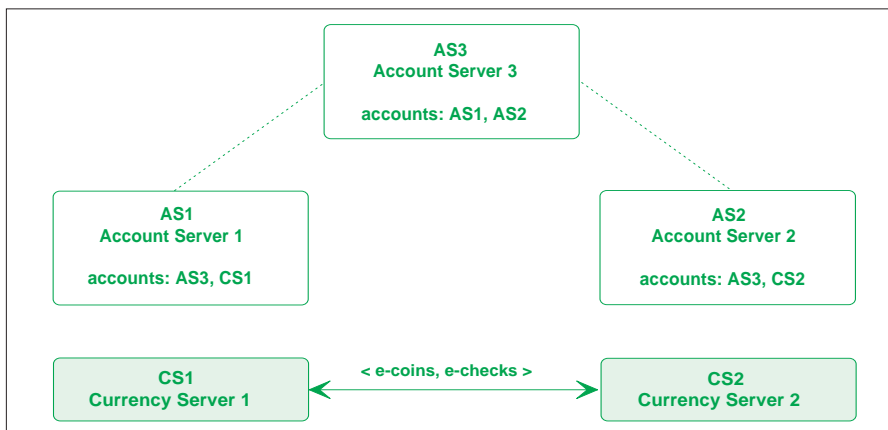 AS3
Account Server 3
accounts: AS1, AS2
AS1
Account Server 1
accounts: AS3, CS1
AS2
Account Server 2
accounts: AS3, CS2
CS1
Currency Server 1
< e-coins, e-checks >
CS2
Currency Server 2